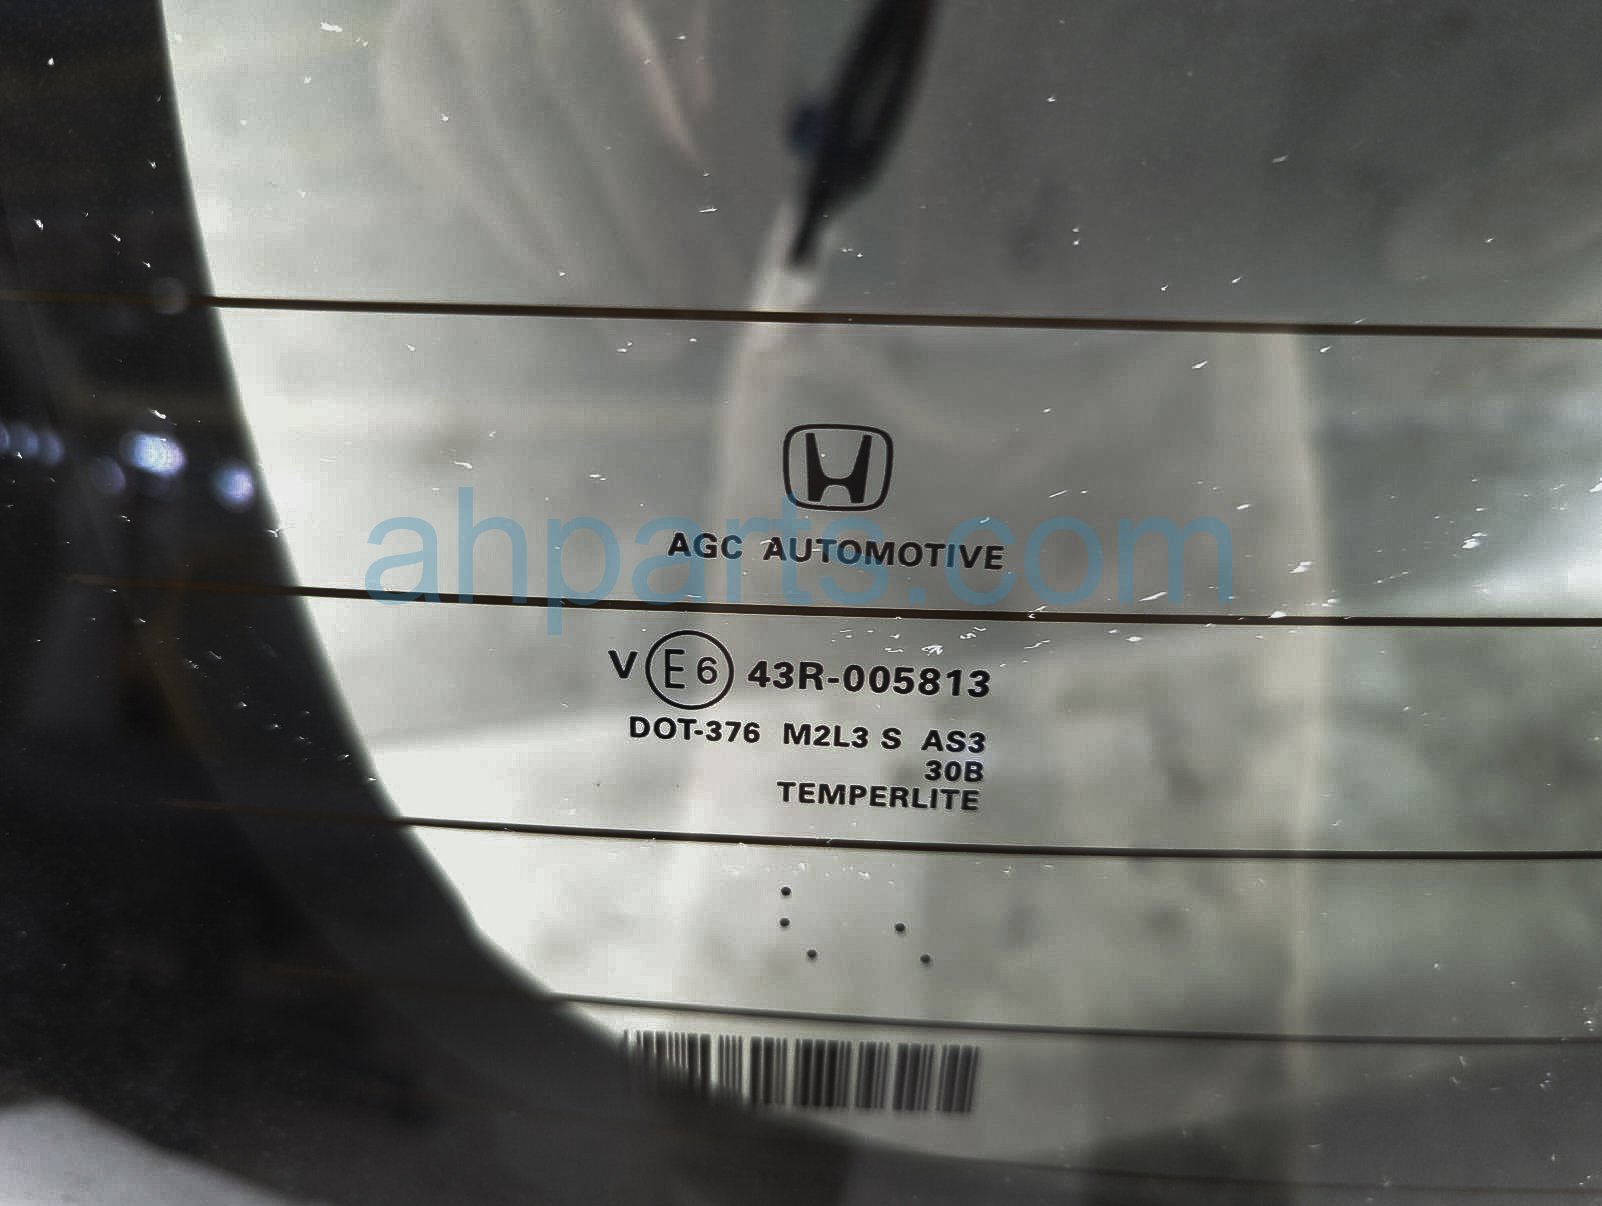 AGC AUTOMOTIVE
ahparts.com
V E6 43R-005813
DOT-376 M2L3 S AS3
30B
TEMPERLITE